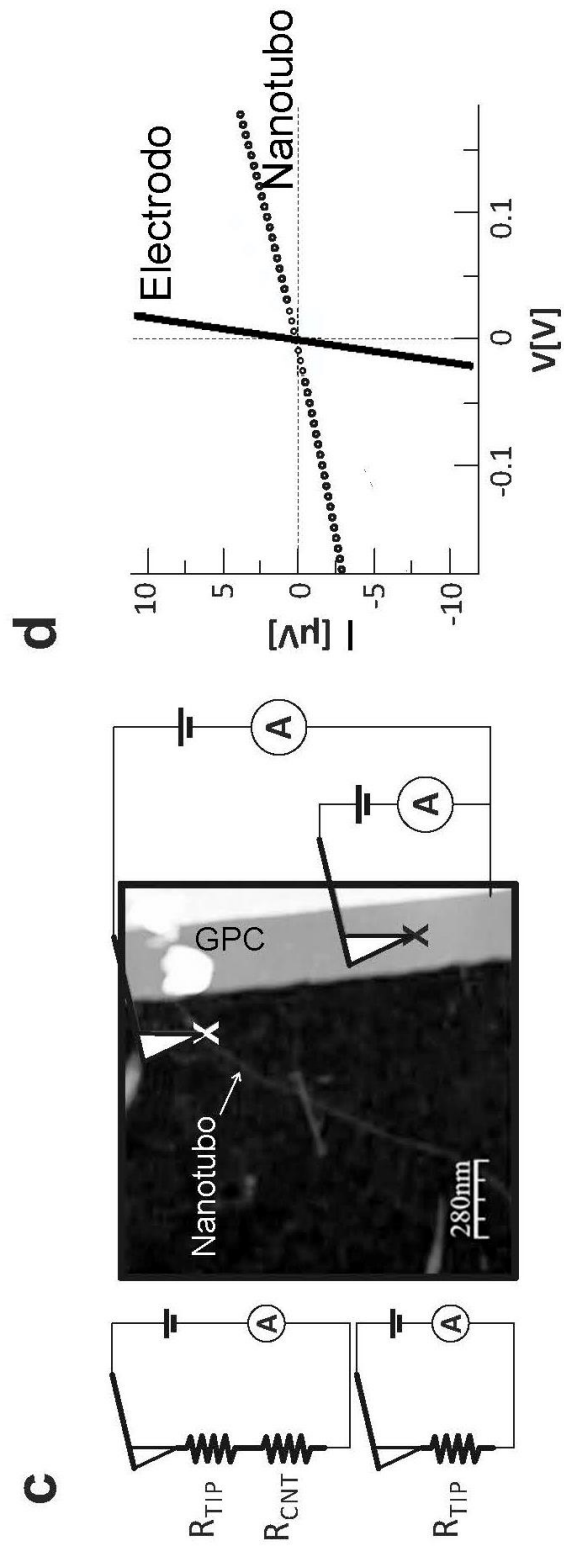 c
R_TIP
R_CNT
A
R_TIP
A
Nanotubo
GPC
X
X
280nm
A
A
d
Electrodo
Nanotubo
10
5
0
-5
-10
I [µV]
-0.1
0
0.1
V[V]